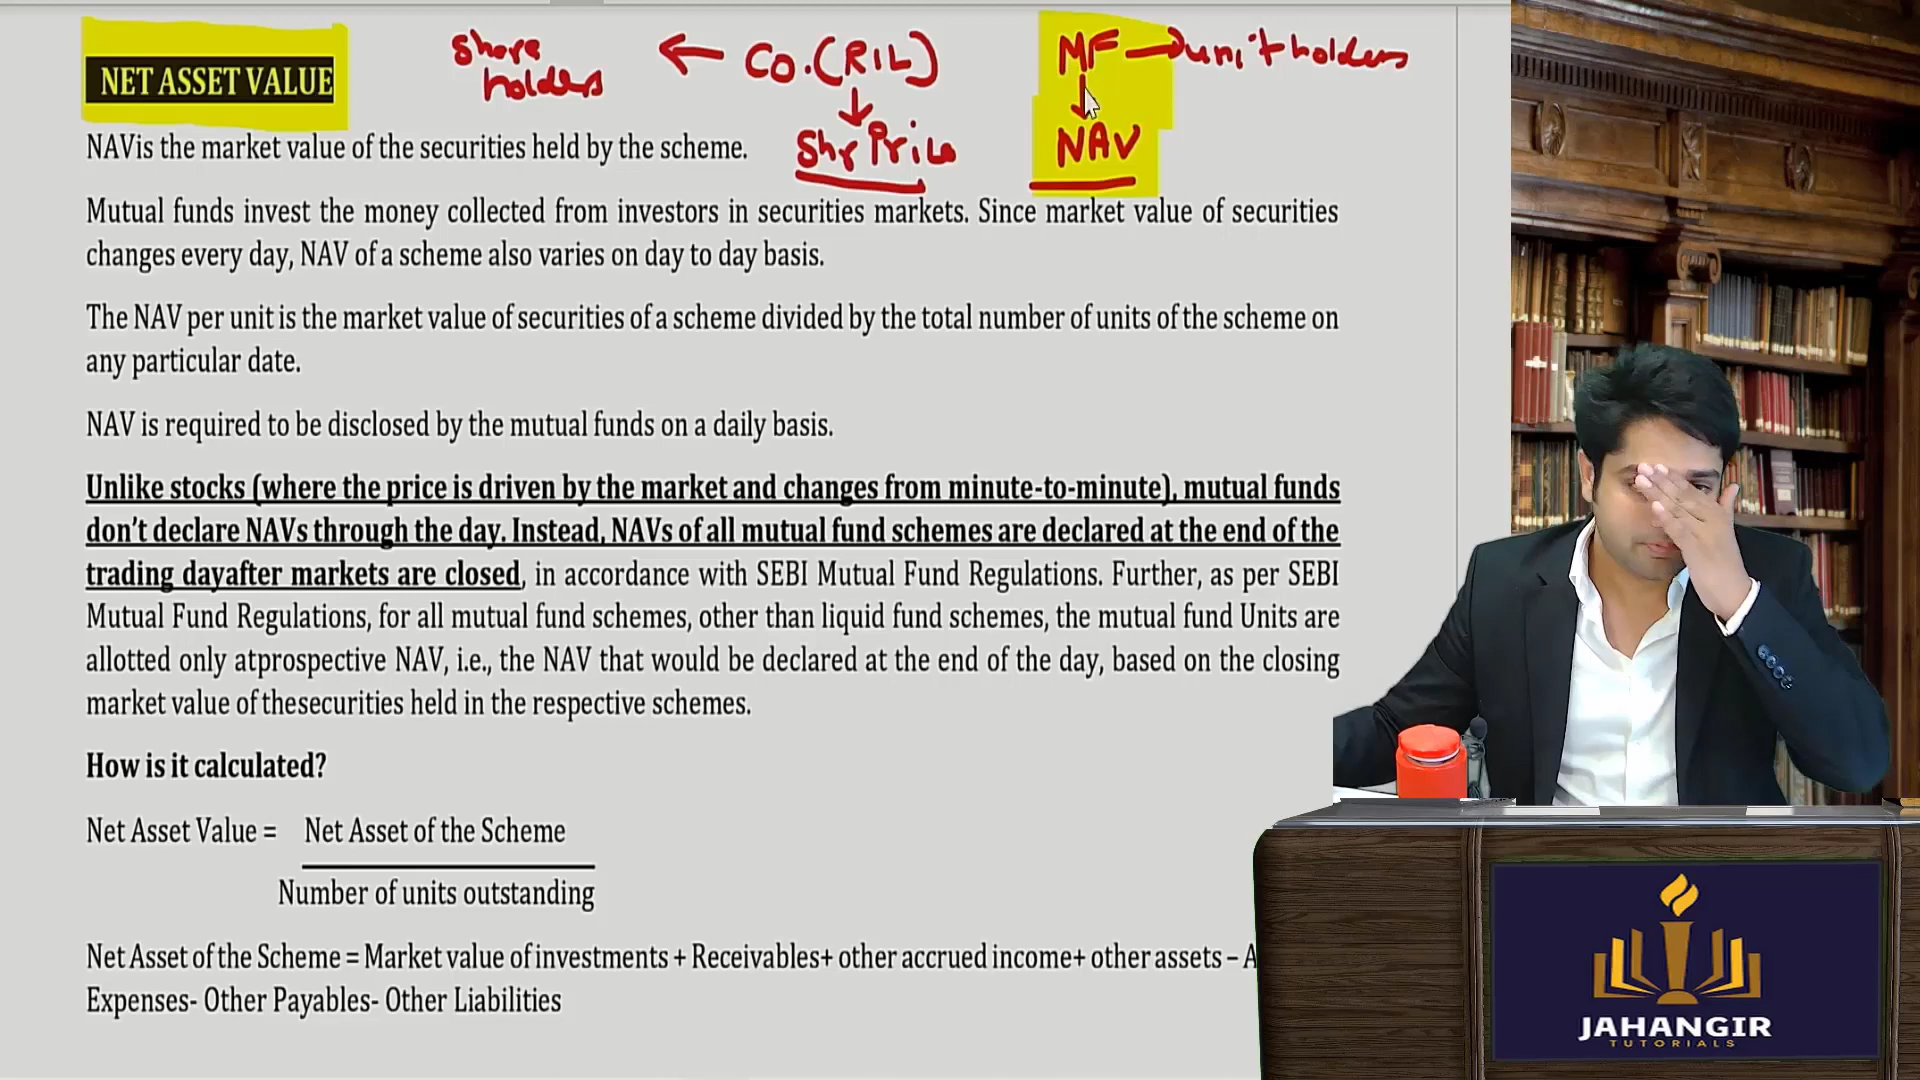 Share
holders
← Co. (RIL)
MF → unit holders
↓
↓
NET ASSET VALUE
Shr Price
NAV
NAVis the market value of the securities held by the scheme.
Mutual funds invest the money collected from investors in securities markets. Since market value of securities
changes every day, NAV of a scheme also varies on day to day basis.
The NAV per unit is the market value of securities of a scheme divided by the total number of units of the scheme on
any particular date.
NAV is required to be disclosed by the mutual funds on a daily basis.
Unlike stocks (where the price is driven by the market and changes from minute-to-minute), mutual funds
don’t declare NAVs through the day. Instead, NAVs of all mutual fund schemes are declared at the end of the
trading dayafter markets are closed, in accordance with SEBI Mutual Fund Regulations. Further, as per SEBI
Mutual Fund Regulations, for all mutual fund schemes, other than liquid fund schemes, the mutual fund Units are
allotted only atprospective NAV, i.e., the NAV that would be declared at the end of the day, based on the closing
market value of thesecurities held in the respective schemes.
How is it calculated?
Net Asset Value = Net Asset of the Scheme
Number of units outstanding
Net Asset of the Scheme = Market value of investments + Receivables+ other accrued income+ other assets – A
Expenses- Other Payables- Other Liabilities
JAHANGIR
TUTORIALS